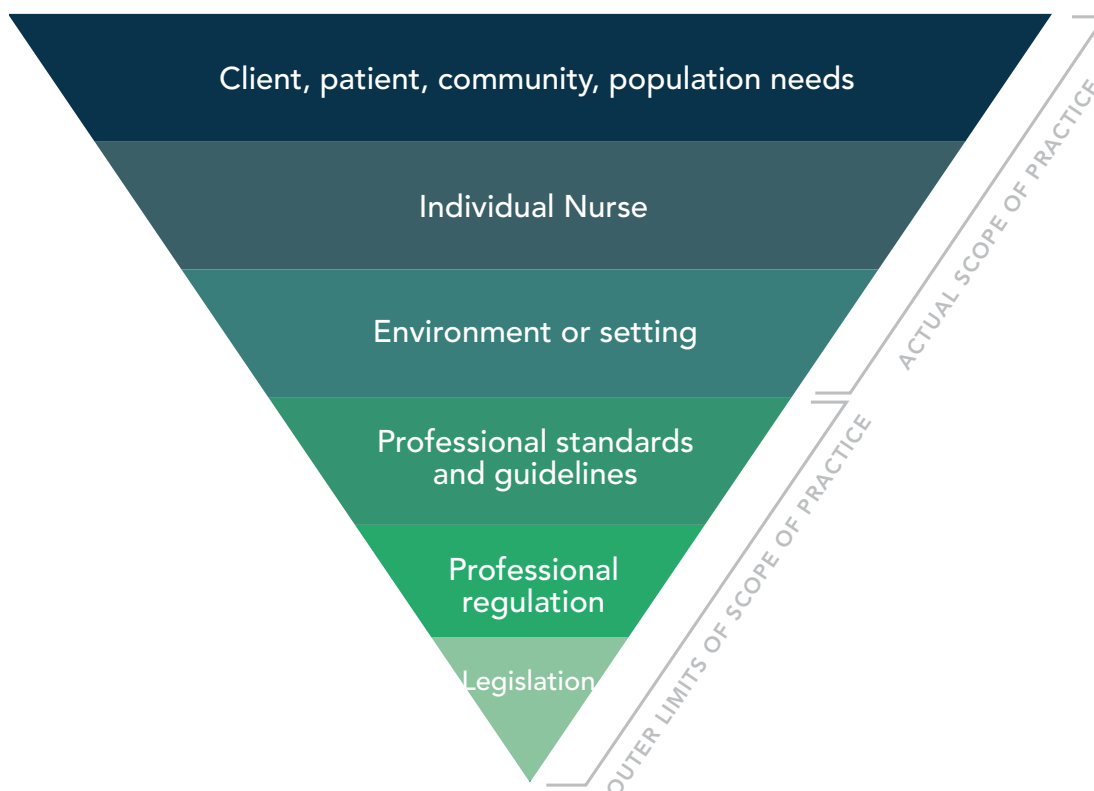 Client, patient, community, population needs
Individual Nurse
Environment or setting
Professional standards
and guidelines
Professional
regulation
Legislation
ACTUAL SCOPE OF PRACTICE
OUTER LIMITS OF SCOPE OF PRACTICE